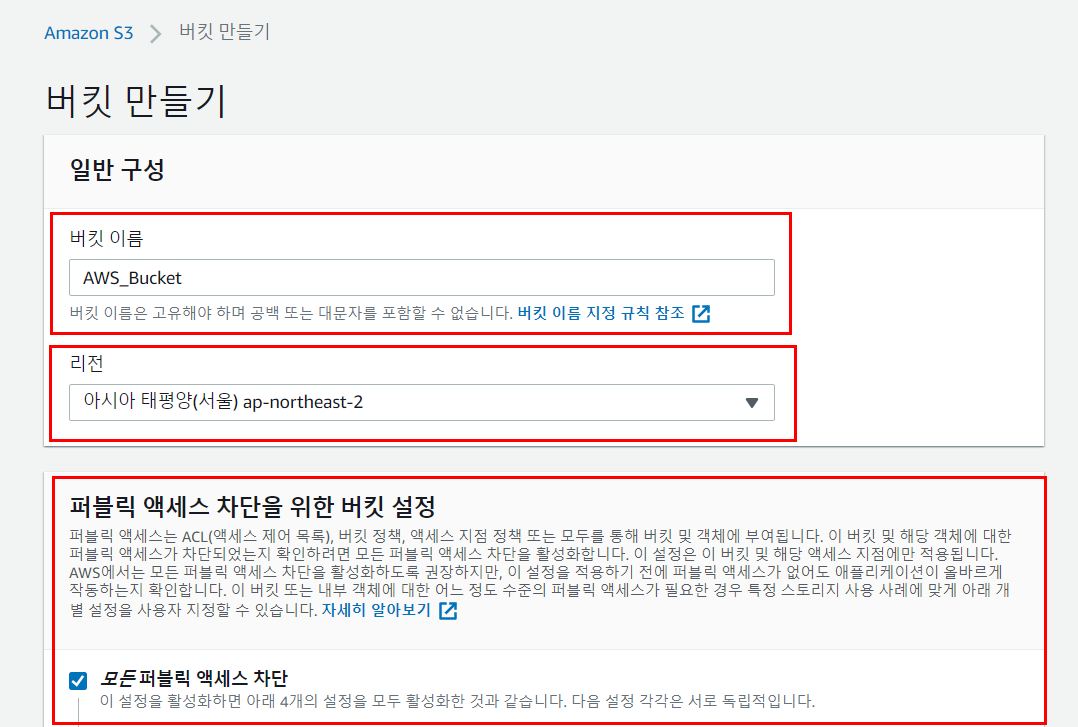 Amazon S3 > 버킷 만들기
버킷 만들기
일반 구성
버킷 이름
AWS_Bucket
버킷 이름은 고유해야 하며 공백 또는 대문자를 포함할 수 없습니다. 버킷 이름 지정 규칙 참조
리전
아시아 태평양(서울) ap-northeast-2
퍼블릭 액세스 차단을 위한 버킷 설정
퍼블릭 액세스는 ACL(액세스 제어 목록), 버킷 정책, 액세스 지점 정책 또는 모두를 통해 버킷 및 객체에 부여됩니다. 이 버킷 및 해당 객체에 대한
퍼블릭 액세스가 차단되었는지 확인하려면 모든 퍼블릭 액세스 차단을 활성화합니다. 이 설정은 이 버킷 및 해당 액세스 지점에만 적용됩니다.
AWS에서는 모든 퍼블릭 액세스 차단을 활성화하도록 권장하지만, 이 설정을 적용하기 전에 퍼블릭 액세스가 없어도 애플리케이션이 올바르게
작동하는지 확인합니다. 이 버킷 또는 내부 객체에 대한 어느 정도 수준의 퍼블릭 액세스가 필요한 경우 특정 스토리지 사용 사례에 맞게 아래 개
별 설정을 사용자 지정할 수 있습니다. 자세히 알아보기
모든 퍼블릭 액세스 차단
이 설정을 활성화하면 아래 4개의 설정을 모두 활성화한 것과 같습니다. 다음 설정 각각은 서로 독립적입니다.